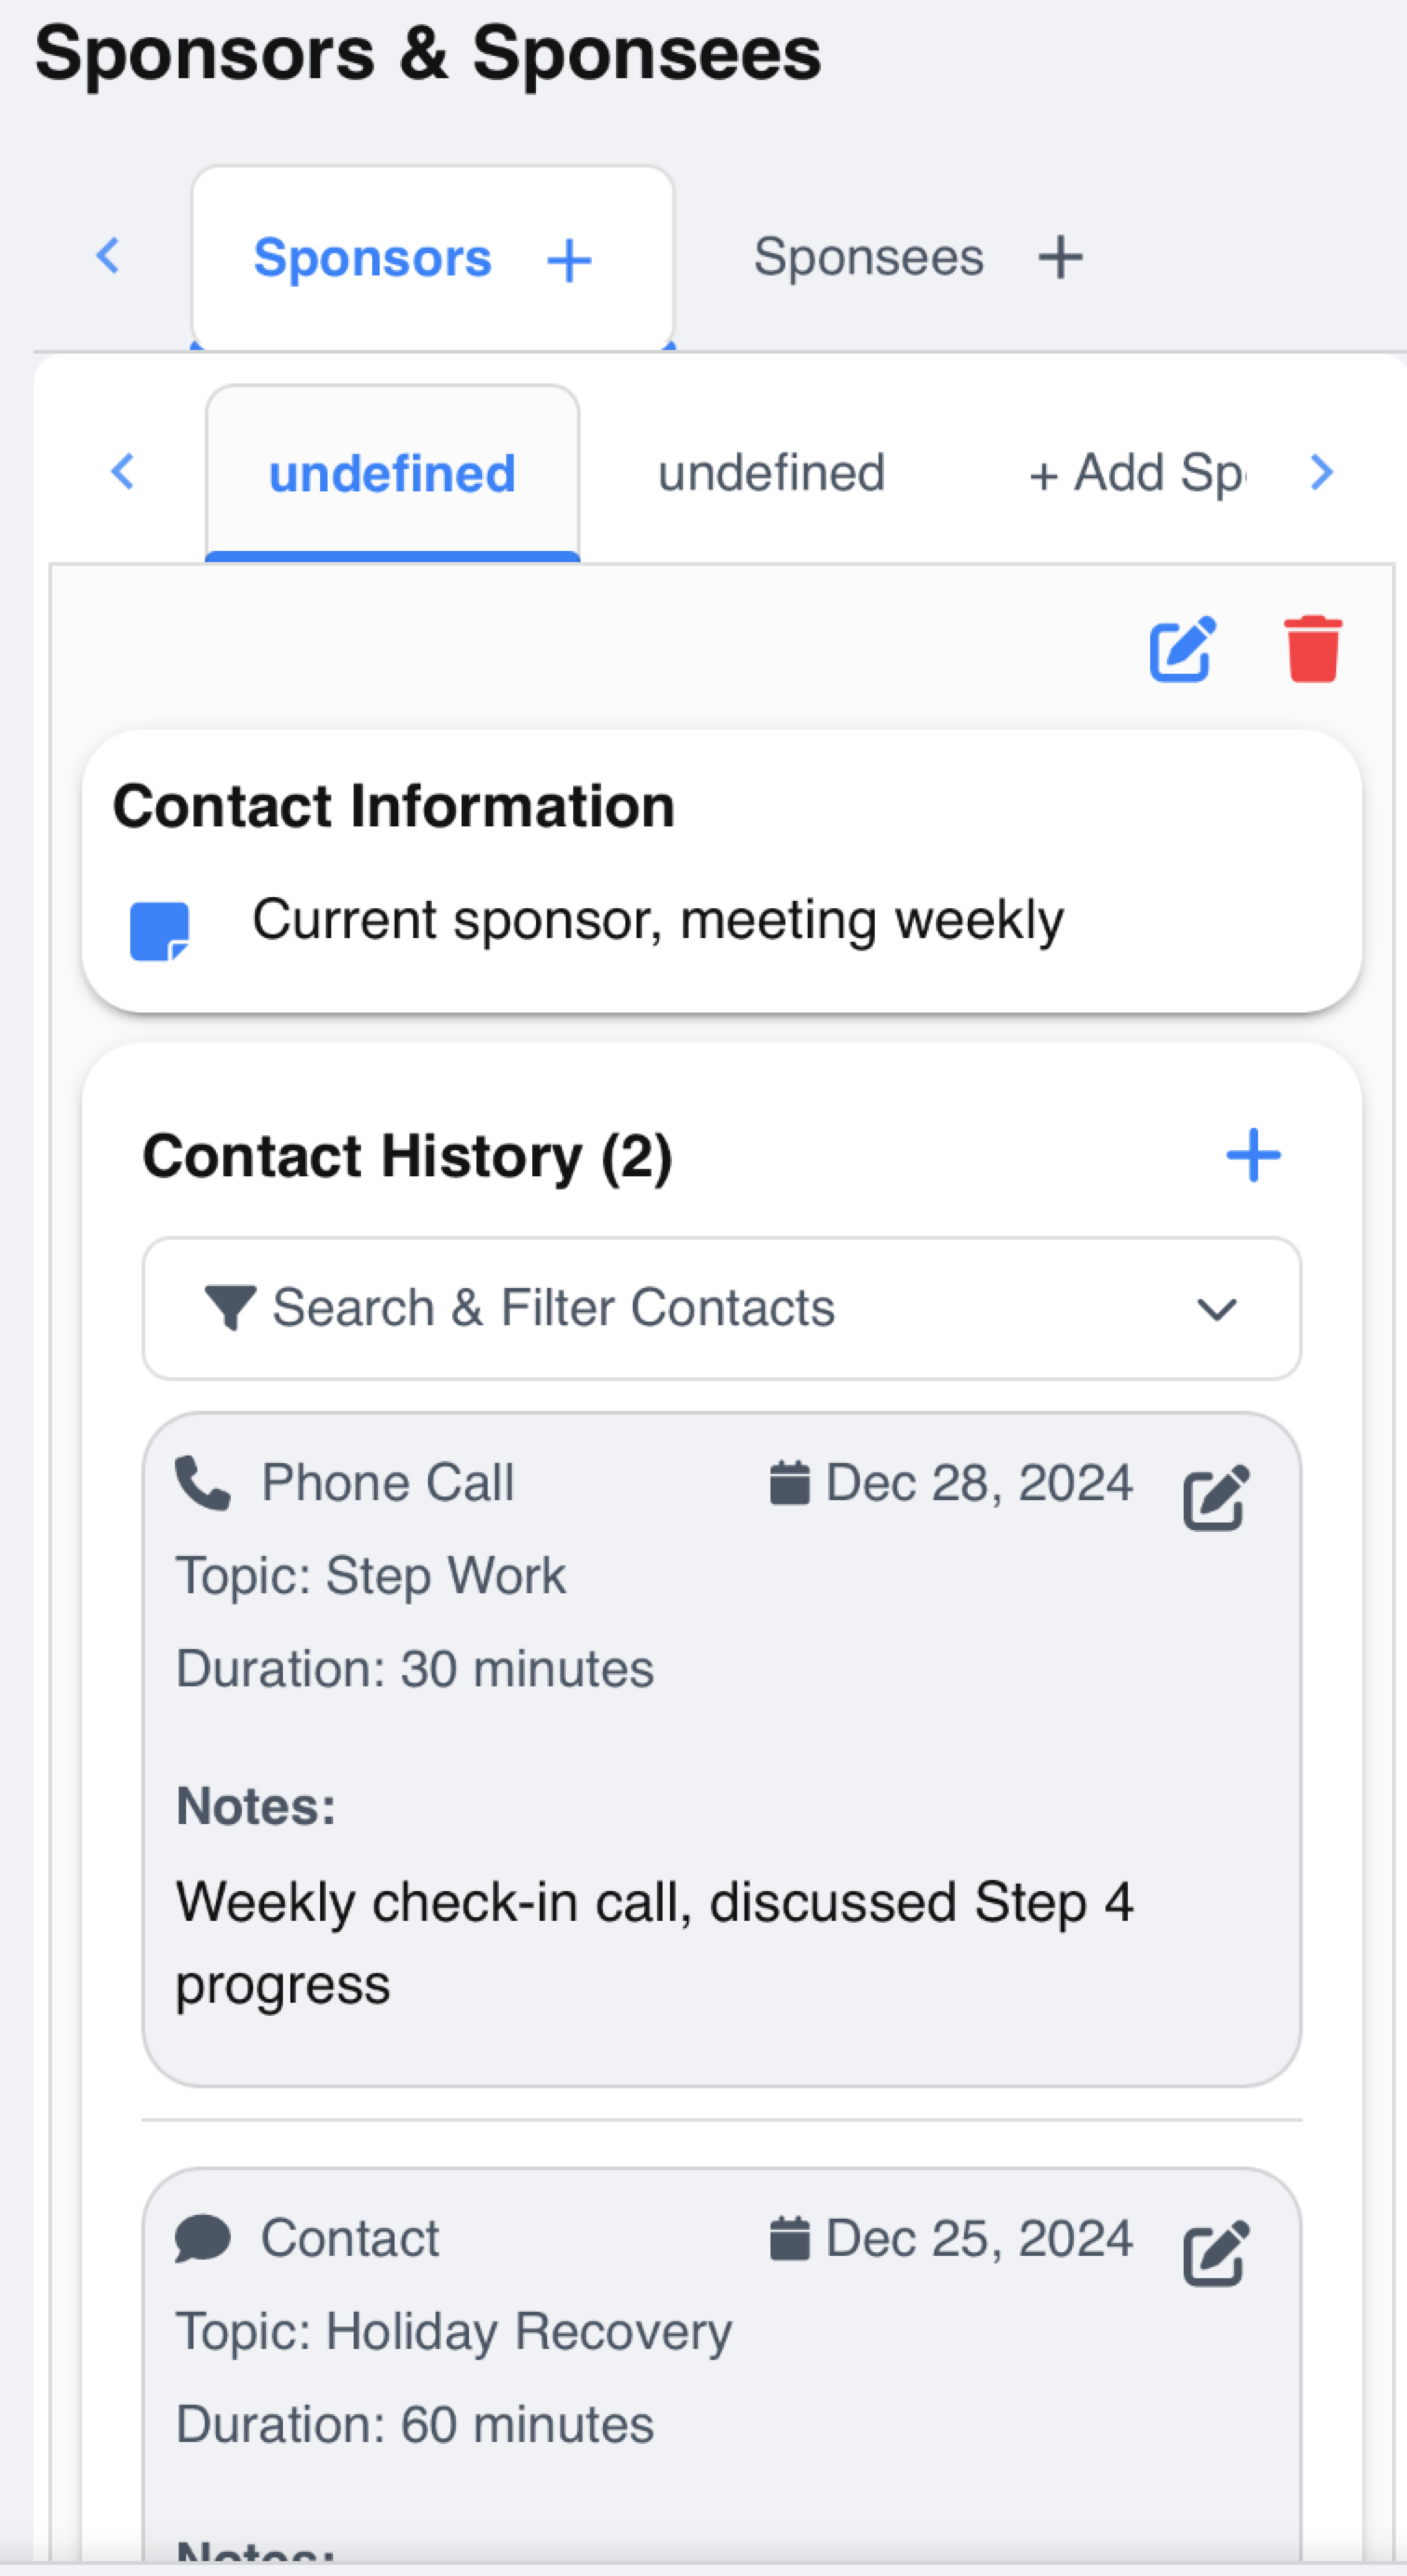 Sponsors & Sponsees
Sponsors + Sponsees +
undefined undefined + Add Sp
Contact Information
Current sponsor, meeting weekly
Contact History (2) +
Search & Filter Contacts
Phone Call Dec 28, 2024
Topic: Step Work
Duration: 30 minutes
Notes:
Weekly check-in call, discussed Step 4
progress
Contact Dec 25, 2024
Topic: Holiday Recovery
Duration: 60 minutes
Notes: